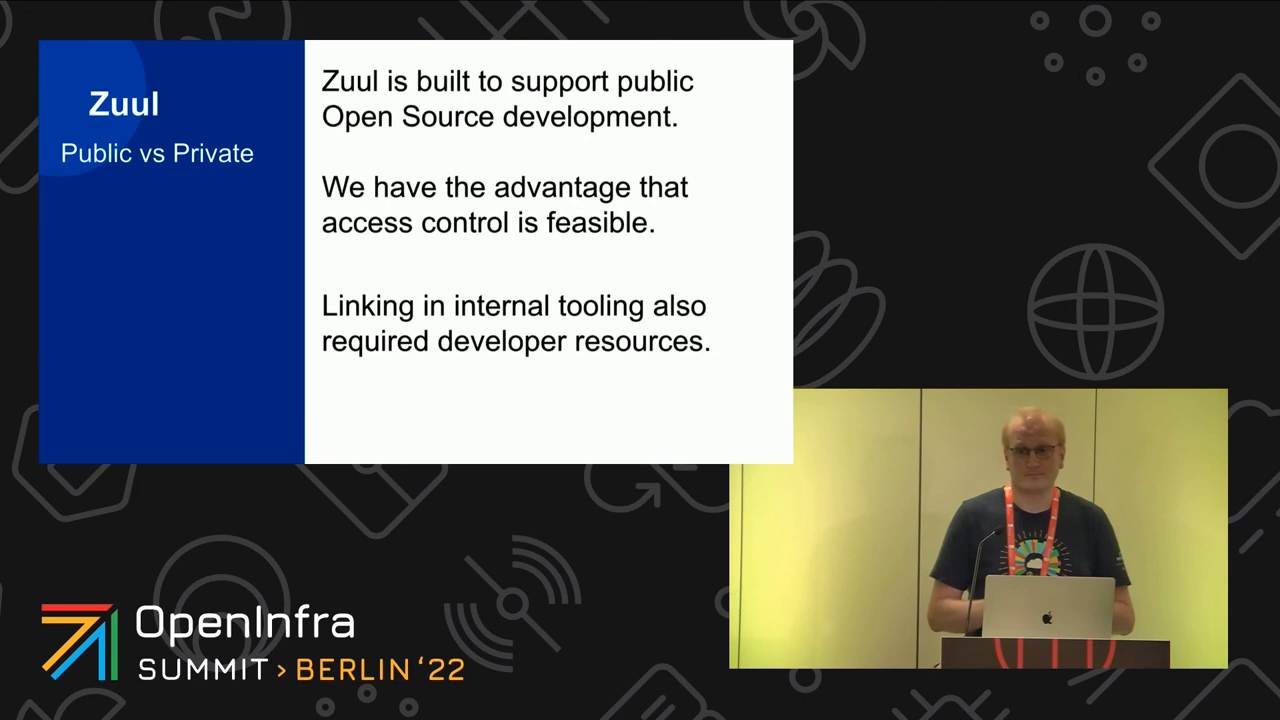 Zuul
Public vs Private
Zuul is built to support public
Open Source development.
We have the advantage that
access control is feasible.
Linking in internal tooling also
required developer resources.
OpenInfra
SUMMIT > BERLIN ‘22